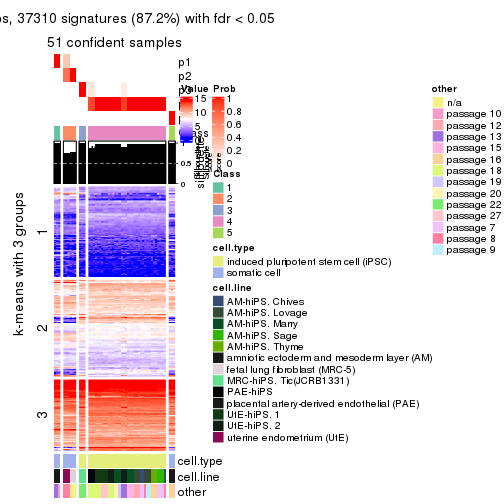 ps, 37310 signatures (87.2%) with fdr < 0.05
51 confident samples
p1
p2
p3
Value
15
10
5
0
Prob
1
0.8
0.6
0.4
0.2
0
1
0.5
0
Class
1
2
3
4
5
cell.type
induced pluripotent stem cell (iPSC)
somatic cell
cell.line
AM-hiPS. Chives
AM-hiPS. Lovage
AM-hiPS. Marry
AM-hiPS. Sage
AM-hiPS. Thyme
amniotic ectoderm and mesoderm layer (AM)
fetal lung fibroblast (MRC-5)
MRC-hiPS. Tic(JCRB1331)
PAE-hiPS
placental artery-derived endothelial (PAE)
UtE-hiPS. 1
UtE-hiPS. 2
uterine endometrium (UtE)
other
n/a
passage 10
passage 12
passage 13
passage 15
passage 16
passage 18
passage 19
passage 20
passage 22
passage 27
passage 7
passage 8
passage 9
k-means with 3 groups
1
2
3
cell.type
cell.line
other